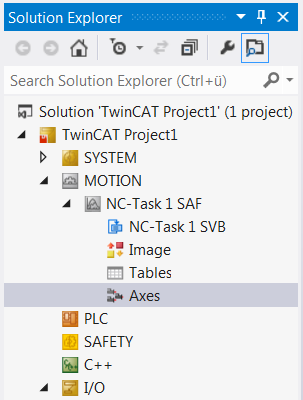 Solution Explorer
Search Solution Explorer (Ctrl+ü)
Solution 'TwinCAT Project1' (1 project)
TwinCAT Project1
SYSTEM
MOTION
NC-Task 1 SAF
NC-Task 1 SVB
Image
Tables
Axes
PLC
SAFETY
C++
I/O